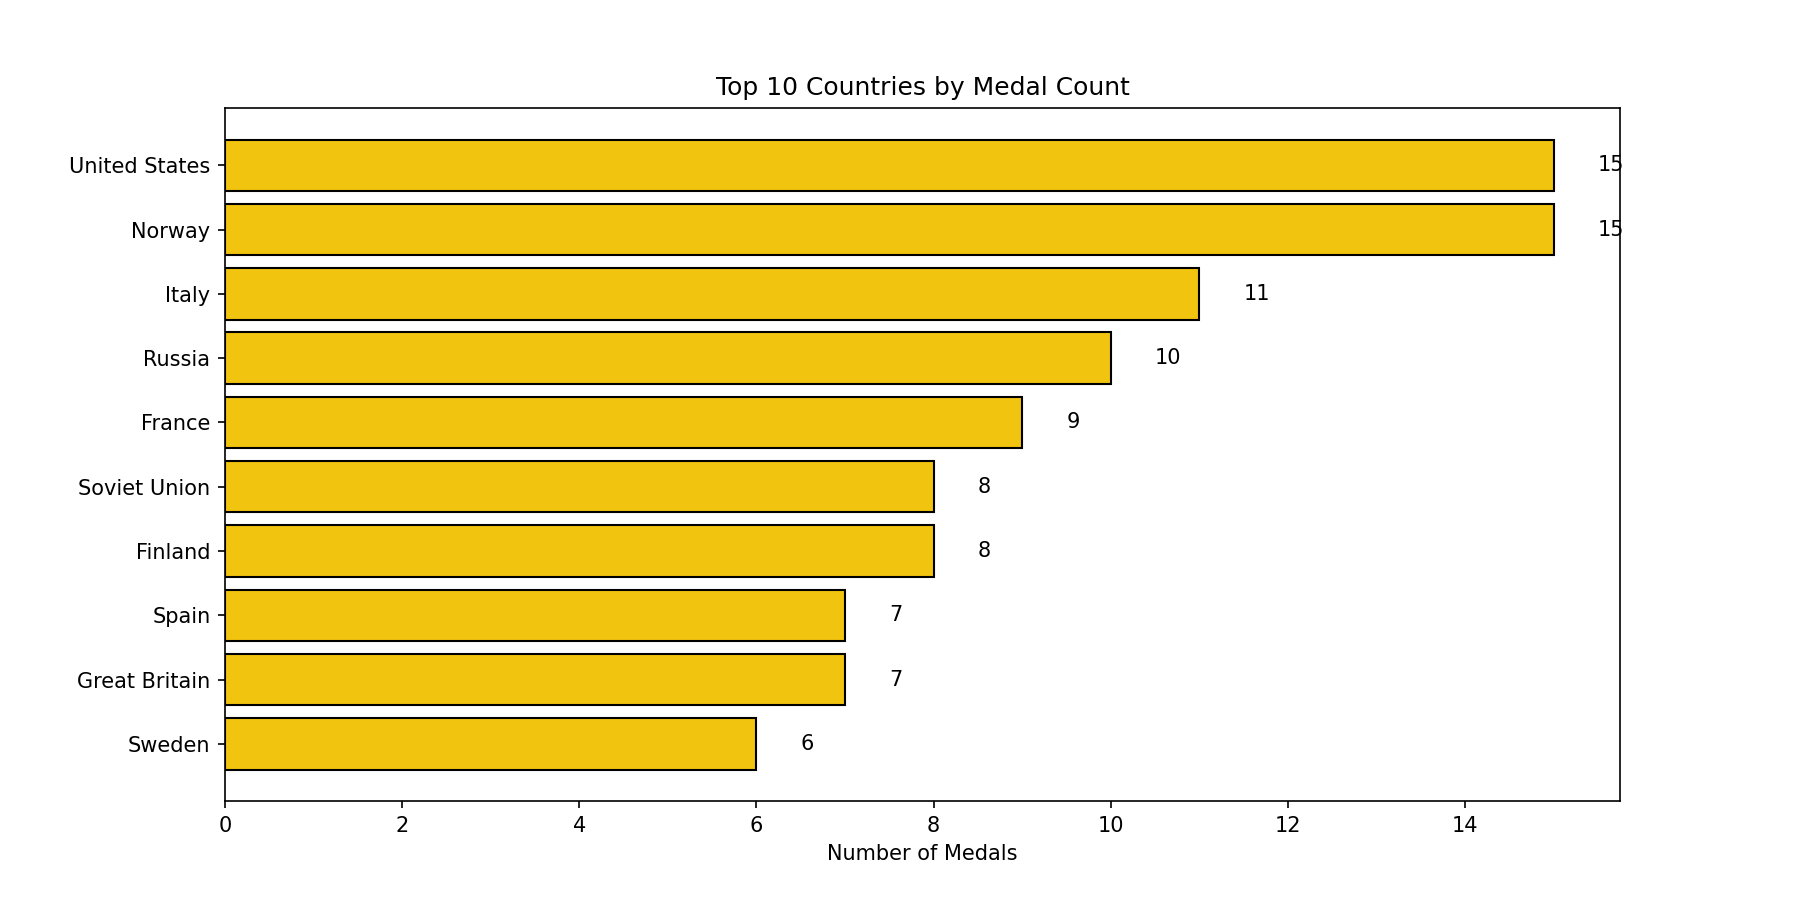 Top 10 Countries by Medal Count
United States 15
Norway 15
Italy 11
Russia 10
France 9
Soviet Union 8
Finland 8
Spain 7
Great Britain 7
Sweden 6
0 2 4 6 8 10 12 14
Number of Medals